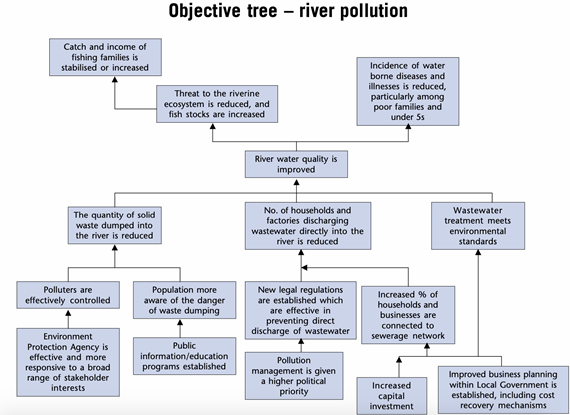 Objective tree – river pollution
Catch and income of
fishing families is
stabilised or increased
Incidence of water
borne diseases and
illnesses is reduced,
particularly among
poor families and
under 5s
Threat to the riverine
ecosystem is reduced, and
fish stocks are increased
River water quality is
improved
The quantity of solid
waste dumped into
the river is reduced
No. of households and
factories discharging
wastewater directly into
the river is reduced
Wastewater
treatment meets
environmental
standards
Polluters are
effectively controlled
Population more
aware of the danger
of waste dumping
New legal regulations
are established which
are effective in
preventing direct
discharge of wastewater
Increased % of
households and
businesses are
connected to
sewerage network
Environment
Protection Agency is
effective and more
responsive to a broad
range of stakeholder
interests
Public
information/education
programs established
Pollution
management is given
a higher political
priority
Increased
capital
investment
Improved business planning
within Local Government is
established, including cost
recovery mechanisms